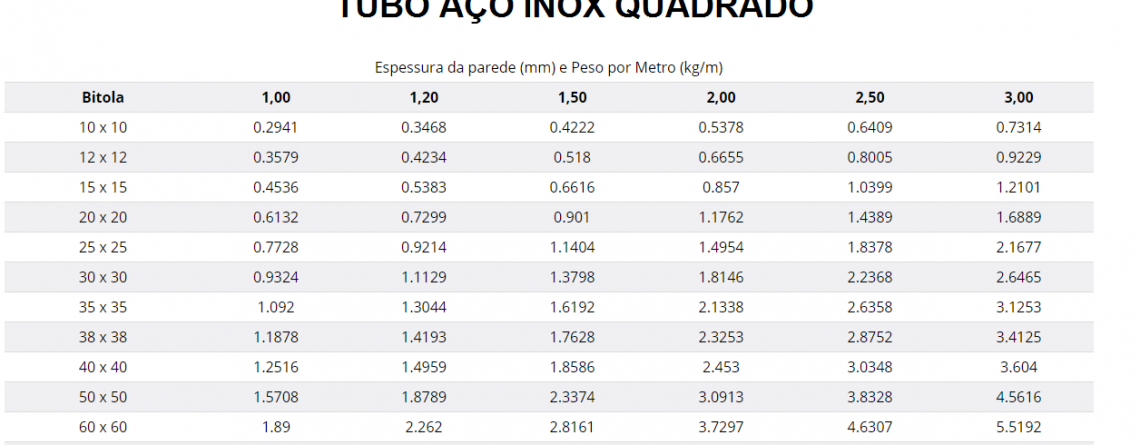 TUBO AÇO INOX QUADRADO
Espessura da parede (mm) e Peso por Metro (kg/m)
Bitola 1,00 1,20 1,50 2,00 2,50 3,00
10 x 10 0.2941 0.3468 0.4222 0.5378 0.6409 0.7314
12 x 12 0.3579 0.4234 0.518 0.6655 0.8005 0.9229
15 x 15 0.4536 0.5383 0.6616 0.857 1.0399 1.2101
20 x 20 0.6132 0.7299 0.901 1.1762 1.4389 1.6889
25 x 25 0.7728 0.9214 1.1404 1.4954 1.8378 2.1677
30 x 30 0.9324 1.1129 1.3798 1.8146 2.2368 2.6465
35 x 35 1.092 1.3044 1.6192 2.1338 2.6358 3.1253
38 x 38 1.1878 1.4193 1.7628 2.3253 2.8752 3.4125
40 x 40 1.2516 1.4959 1.8586 2.453 3.0348 3.604
50 x 50 1.5708 1.8789 2.3374 3.0913 3.8328 4.5616
60 x 60 1.89 2.262 2.8161 3.7297 4.6307 5.5192